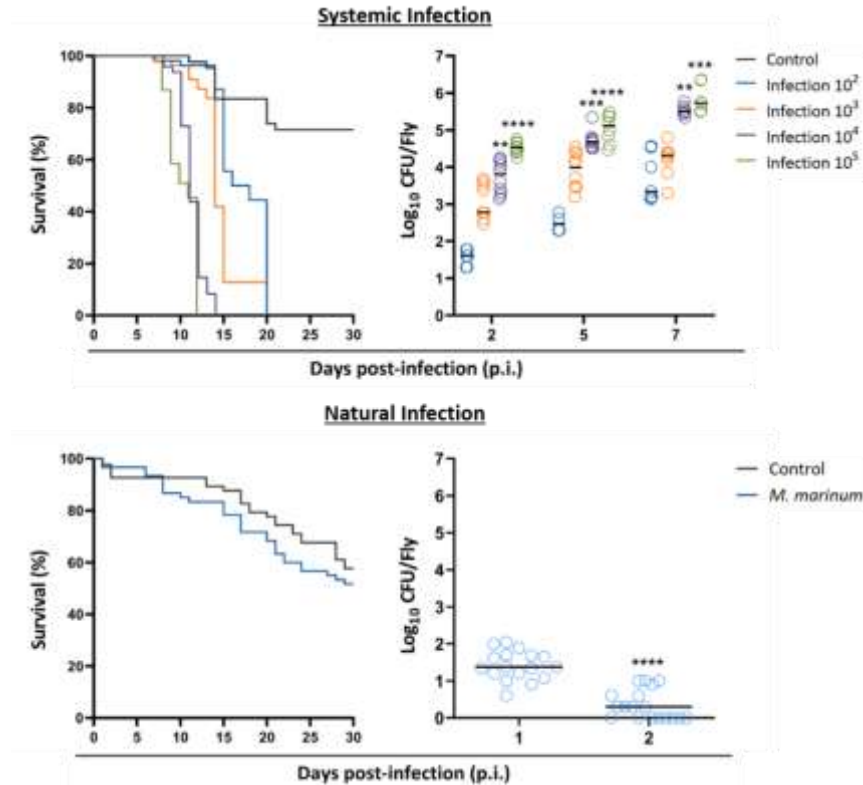 Systemic Infection
Survival (%)
100
80
60
40
20
0
0 5 10 15 20 25 30
Log10 CFU/Fly
7
6
5
4
3
2
1
0
** ****
*** ****
** ***
2 5 7
Control
Infection 10²
Infection 10³
Infection 10⁴
Infection 10⁵
Days post-infection (p.i.)
Natural Infection
Survival (%)
100
80
60
40
20
0
0 5 10 15 20 25 30
Log10 CFU/Fly
7
6
5
4
3
2
1
0
****
1 2
Control
M. marinum
Days post-infection (p.i.)